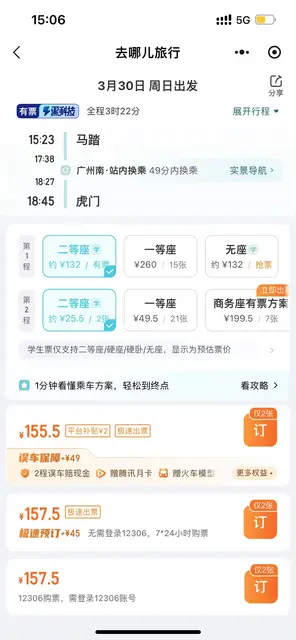 15:06
5G
去哪儿旅行
3月30日 周日出发
分享
有票 黑科技 全程3时22分 展开行程
15:23 马踏
17:38
广州南·站内换乘 49分内换乘 实景导航 >
18:27
18:45 虎门
第1程
二等座 学
约 ¥132 / 有票
一等座
¥260 / 15张
无座 学
约 ¥132 / 抢票
立即出
第2程
二等座 学
约 ¥25.5 / 2张
一等座
¥49.5 / 21张
商务座有票方案
¥199.5 / 7张
学生票仅支持二等座/硬座/硬卧/无座，显示为预估票价 >
1分钟看懂乘车方案，轻松到终点 看攻略 >
¥155.5 平台补贴¥2 极速出票
仅2张
订
误车保障+¥49
2程误车赔现金 赠腾讯月卡 赠火车模型 更多权益
¥157.5 极速出票
仅2张
订
极速预订+¥45 无需登录12306，7*24小时购票
¥157.5
仅2张
订
12306购票，需登录12306账号